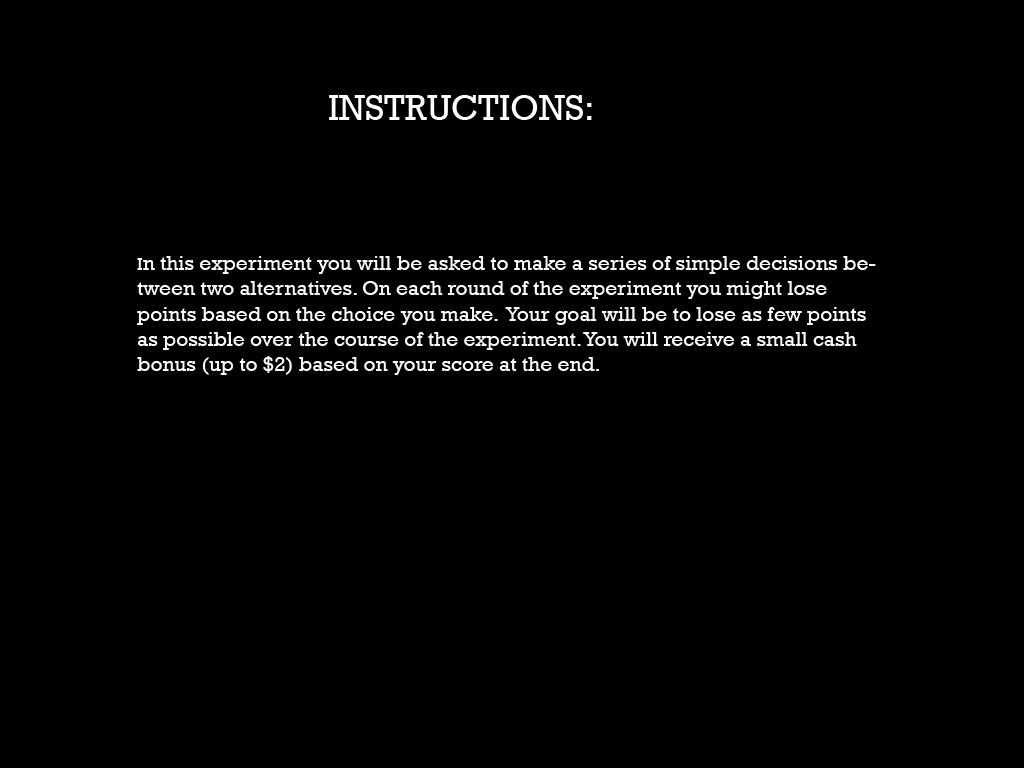 INSTRUCTIONS:
In this experiment you will be asked to make a series of simple decisions be-
tween two alternatives. On each round of the experiment you might lose
points based on the choice you make.  Your goal will be to lose as few points
as possible over the course of the experiment. You will receive a small cash
bonus (up to $2) based on your score at the end.